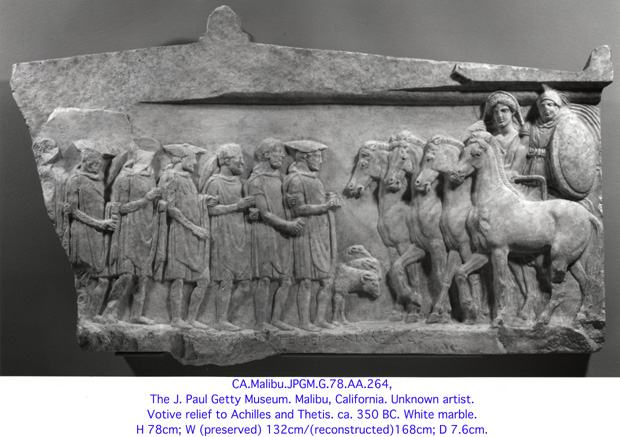 CA.Malibu.JPGM.G.78.AA.264,
The J. Paul Getty Museum. Malibu, California. Unknown artist.
Votive relief to Achilles and Thetis. ca. 350 BC. White marble.
H 78cm; W (preserved) 132cm/(reconstructed)168cm; D 7.6cm.